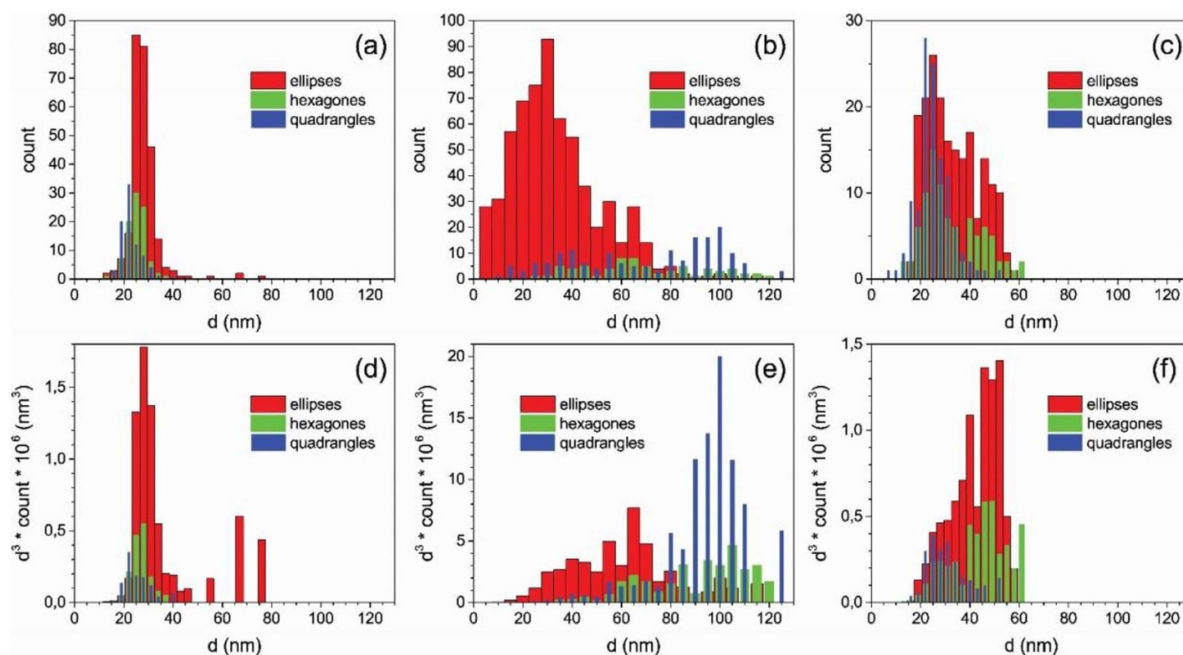 90
80
70
60
50
40
30
20
10
0
count
0 20 40 60 80 100 120
d (nm)
(a)
ellipses
hexagones
quadrangles
100
90
80
70
60
50
40
30
20
10
0
count
0 20 40 60 80 100 120
d (nm)
(b)
ellipses
hexagones
quadrangles
30
20
10
0
count
0 20 40 60 80 100 120
d (nm)
(c)
ellipses
hexagones
quadrangles
1,5
1,0
0,5
0,0
d³ * count * 10⁶ (nm³)
0 20 40 60 80 100 120
d (nm)
(d)
ellipses
hexagones
quadrangles
20
15
10
5
0
d³ * count * 10⁶ (nm³)
0 20 40 60 80 100 120
d (nm)
(e)
ellipses
hexagones
quadrangles
1,5
1,0
0,5
0,0
d³ * count * 10⁶ (nm³)
0 20 40 60 80 100 120
d (nm)
(f)
ellipses
hexagones
quadrangles